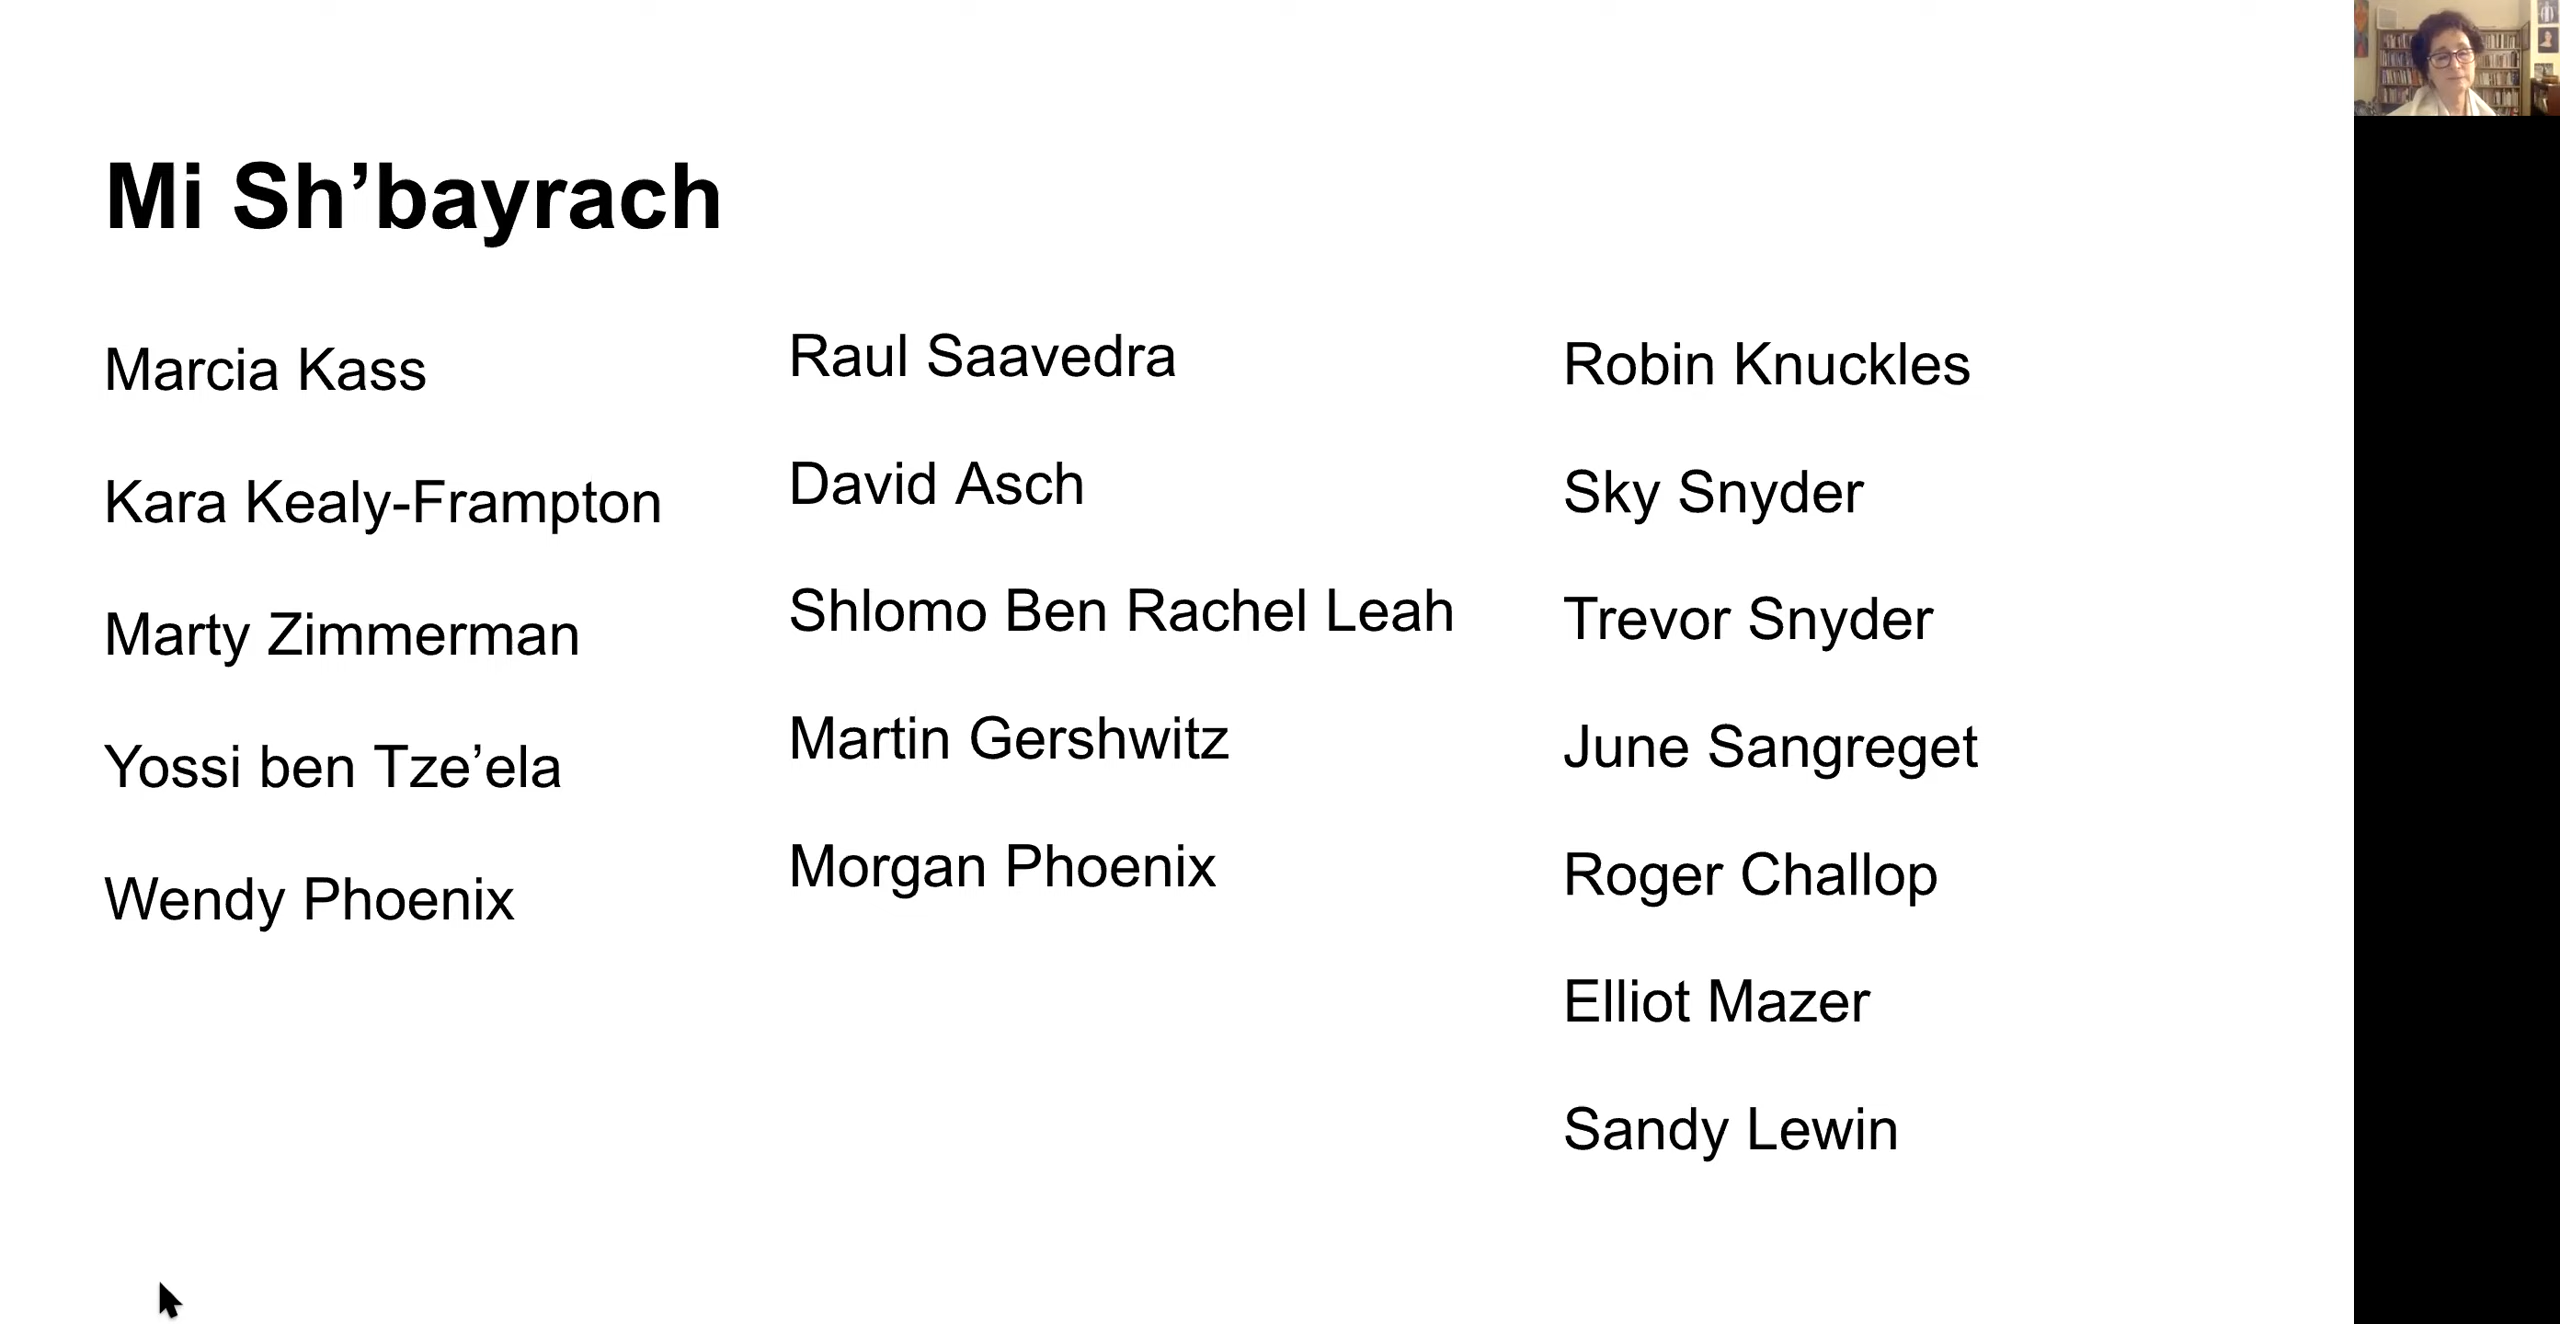 Mi Sh’bayrach
Marcia Kass
Kara Kealy-Frampton
Marty Zimmerman
Yossi ben Tze’ela
Wendy Phoenix
Raul Saavedra
David Asch
Shlomo Ben Rachel Leah
Martin Gershwitz
Morgan Phoenix
Robin Knuckles
Sky Snyder
Trevor Snyder
June Sangreget
Roger Challop
Elliot Mazer
Sandy Lewin